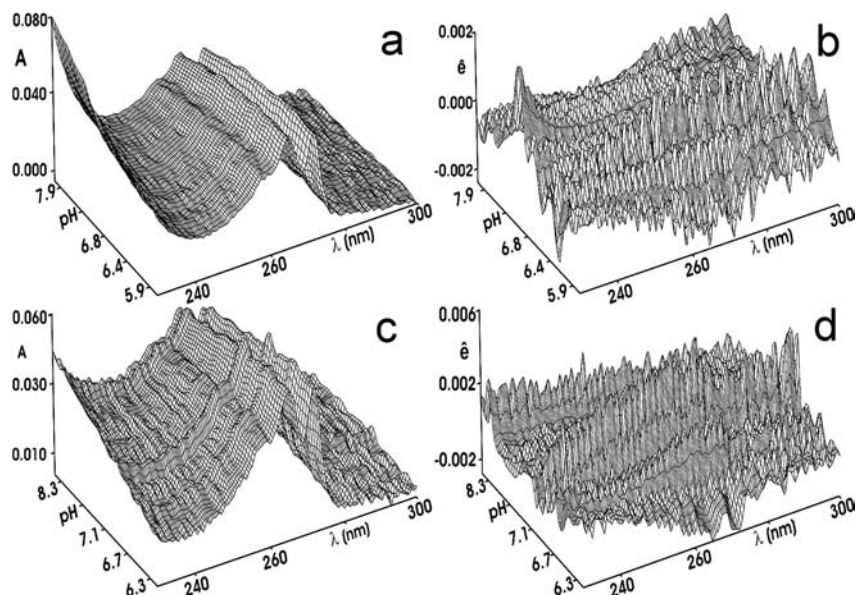 a
0.080
A
0.040
0.000
7.9
pH
6.8
6.4
5.9
240
260
λ (nm)
300
b
0.002
ê
0.000
-0.002
7.9
pH
6.8
6.4
5.9
240
260
λ (nm)
300
c
0.060
A
0.030
0.010
8.3
pH
7.1
6.7
6.3
240
260
λ (nm)
300
d
0.006
ê
0.002
-0.002
8.3
pH
7.1
6.7
6.3
240
260
λ (nm)
300